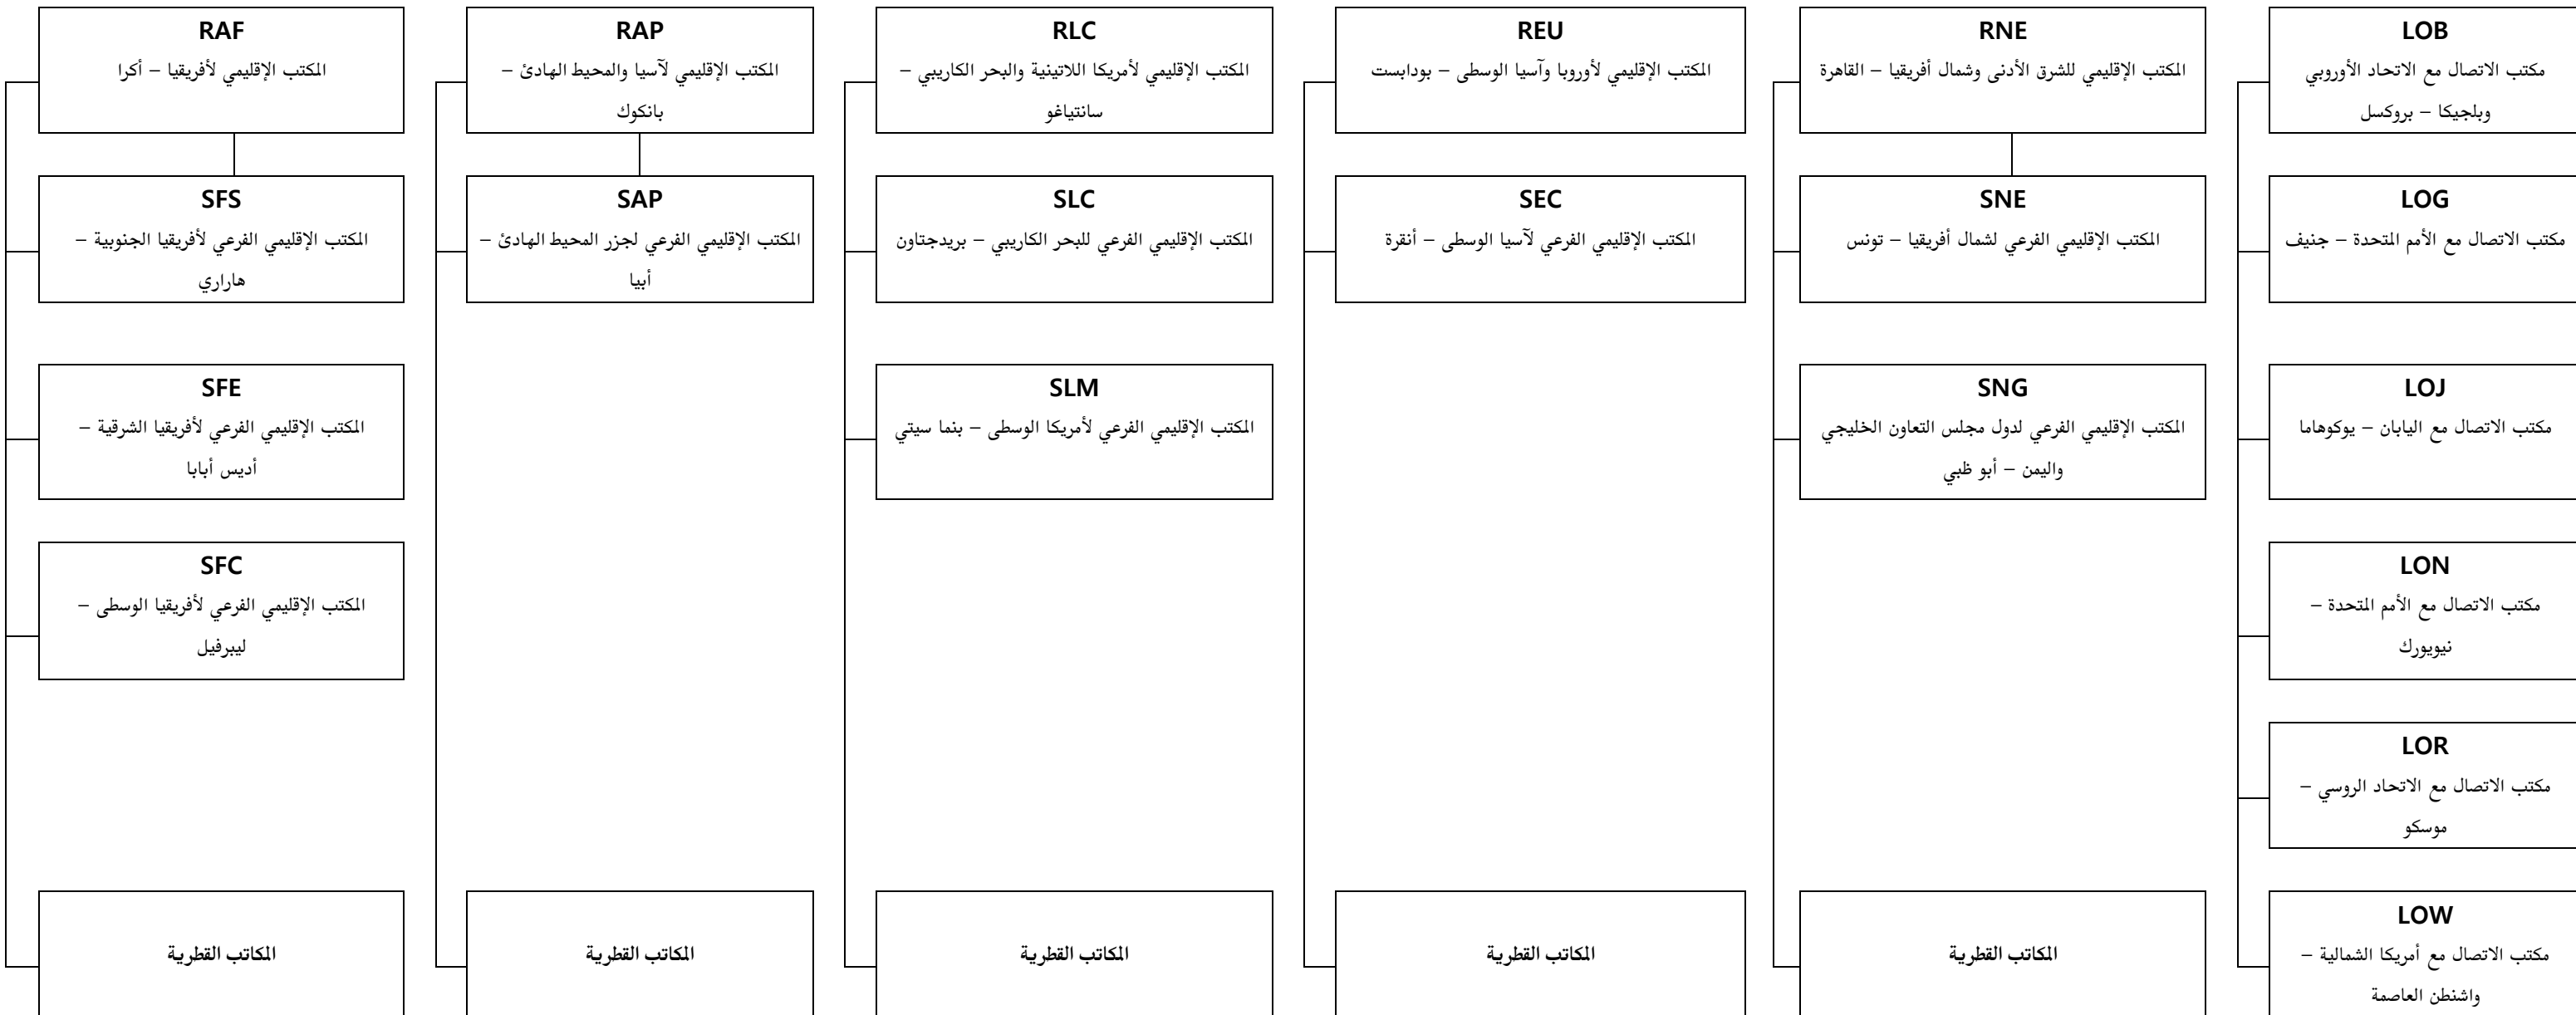 RAF
المكتب الإقليمي لأفريقيا – أكرا
SFS
المكتب الإقليمي الفرعي لأفريقيا الجنوبية –
هاراري
SFE
المكتب الإقليمي الفرعي لأفريقيا الشرقية –
أديس أبابا
SFC
المكتب الإقليمي الفرعي لأفريقيا الوسطى –
ليبرفيل
المكاتب القطرية
RAP
المكتب الإقليمي لآسيا والمحيط الهادئ –
بانكوك
SAP
المكتب الإقليمي الفرعي لجزر المحيط الهادئ –
أبيا
المكاتب القطرية
RLC
المكتب الإقليمي لأمريكا اللاتينية والبحر الكاريبي –
سانتياغو
SLC
المكتب الإقليمي الفرعي للبحر الكاريبي – بريدجتاون
SLM
المكتب الإقليمي الفرعي لأمريكا الوسطى – بنما سيتي
المكاتب القطرية
REU
المكتب الإقليمي لأوروبا وآسيا الوسطى – بودابست
SEC
المكتب الإقليمي الفرعي لآسيا الوسطى – أنقرة
المكاتب القطرية
RNE
المكتب الإقليمي للشرق الأدنى وشمال أفريقيا – القاهرة
SNE
المكتب الإقليمي الفرعي لشمال أفريقيا – تونس
SNG
المكتب الإقليمي الفرعي لدول مجلس التعاون الخليجي
واليمن – أبو ظبي
المكاتب القطرية
LOB
مكتب الاتصال مع الاتحاد الأوروبي
وبلجيكا – بروكسل
LOG
مكتب الاتصال مع الأمم المتحدة – جنيف
LOJ
مكتب الاتصال مع اليابان – يوكوهاما
LON
مكتب الاتصال مع الأمم المتحدة –
نيويورك
LOR
مكتب الاتصال مع الاتحاد الروسي –
موسكو
LOW
مكتب الاتصال مع أمريكا الشمالية –
واشنطن العاصمة